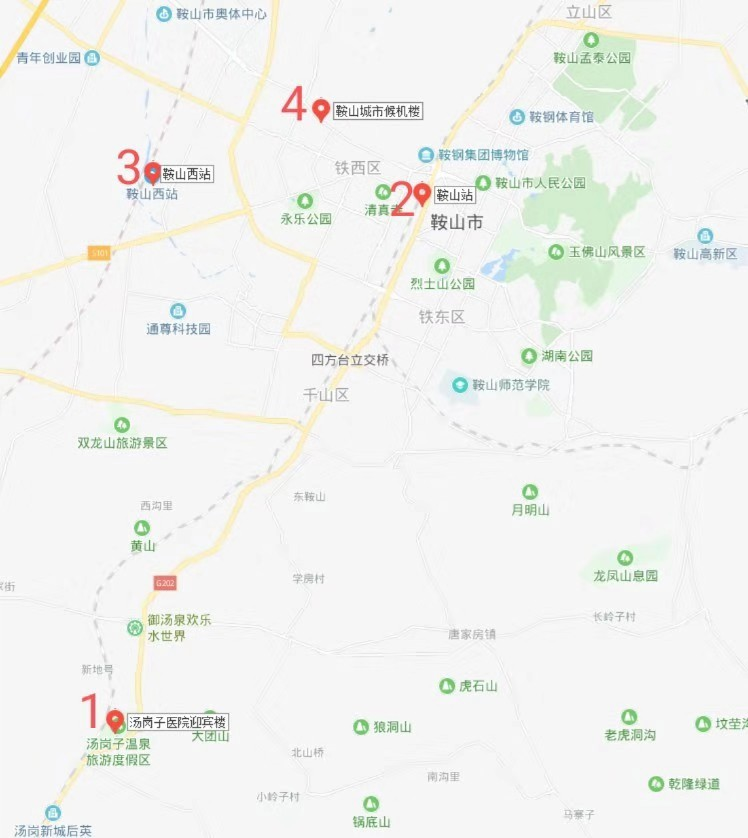 立山区
鞍山市奥体中心
青年创业园
鞍山孟泰公园
4
鞍山城市候机楼
鞍钢体育馆
鞍钢集团博物馆
3
鞍山西站
铁西区
鞍山西站
2
鞍山站
鞍山市人民公园
永乐公园
清真寺
鞍山市
S101
玉佛山风景区
鞍山高新区
烈士山公园
通尊科技园
铁东区
四方台立交桥
湖南公园
千山区
鞍山师范学院
双龙山旅游景区
东鞍山
西沟里
月明山
黄山
龙凤山息园
学房村
G202
御汤泉欢乐
水世界
长岭子村
唐家房镇
新地号
虎石山
1
汤岗子医院迎宾楼
大团山
狼洞山
老虎洞沟
汤岗子温泉
旅游度假区
北山桥
南沟里
乾隆绿道
小岭子村
锅底山
马寨子
汤岗新城后英